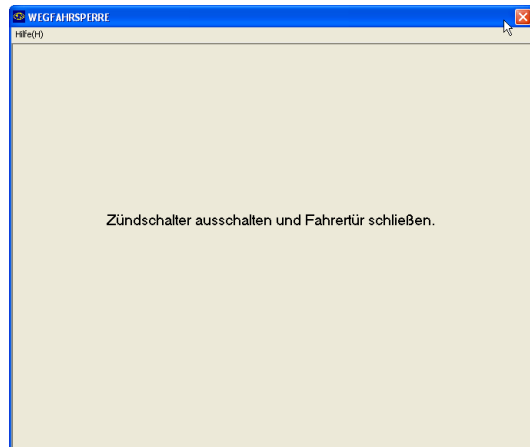 WEGFAHRSPERRE
Hilfe(H)
Zündschalter ausschalten und Fahrertür schließen.